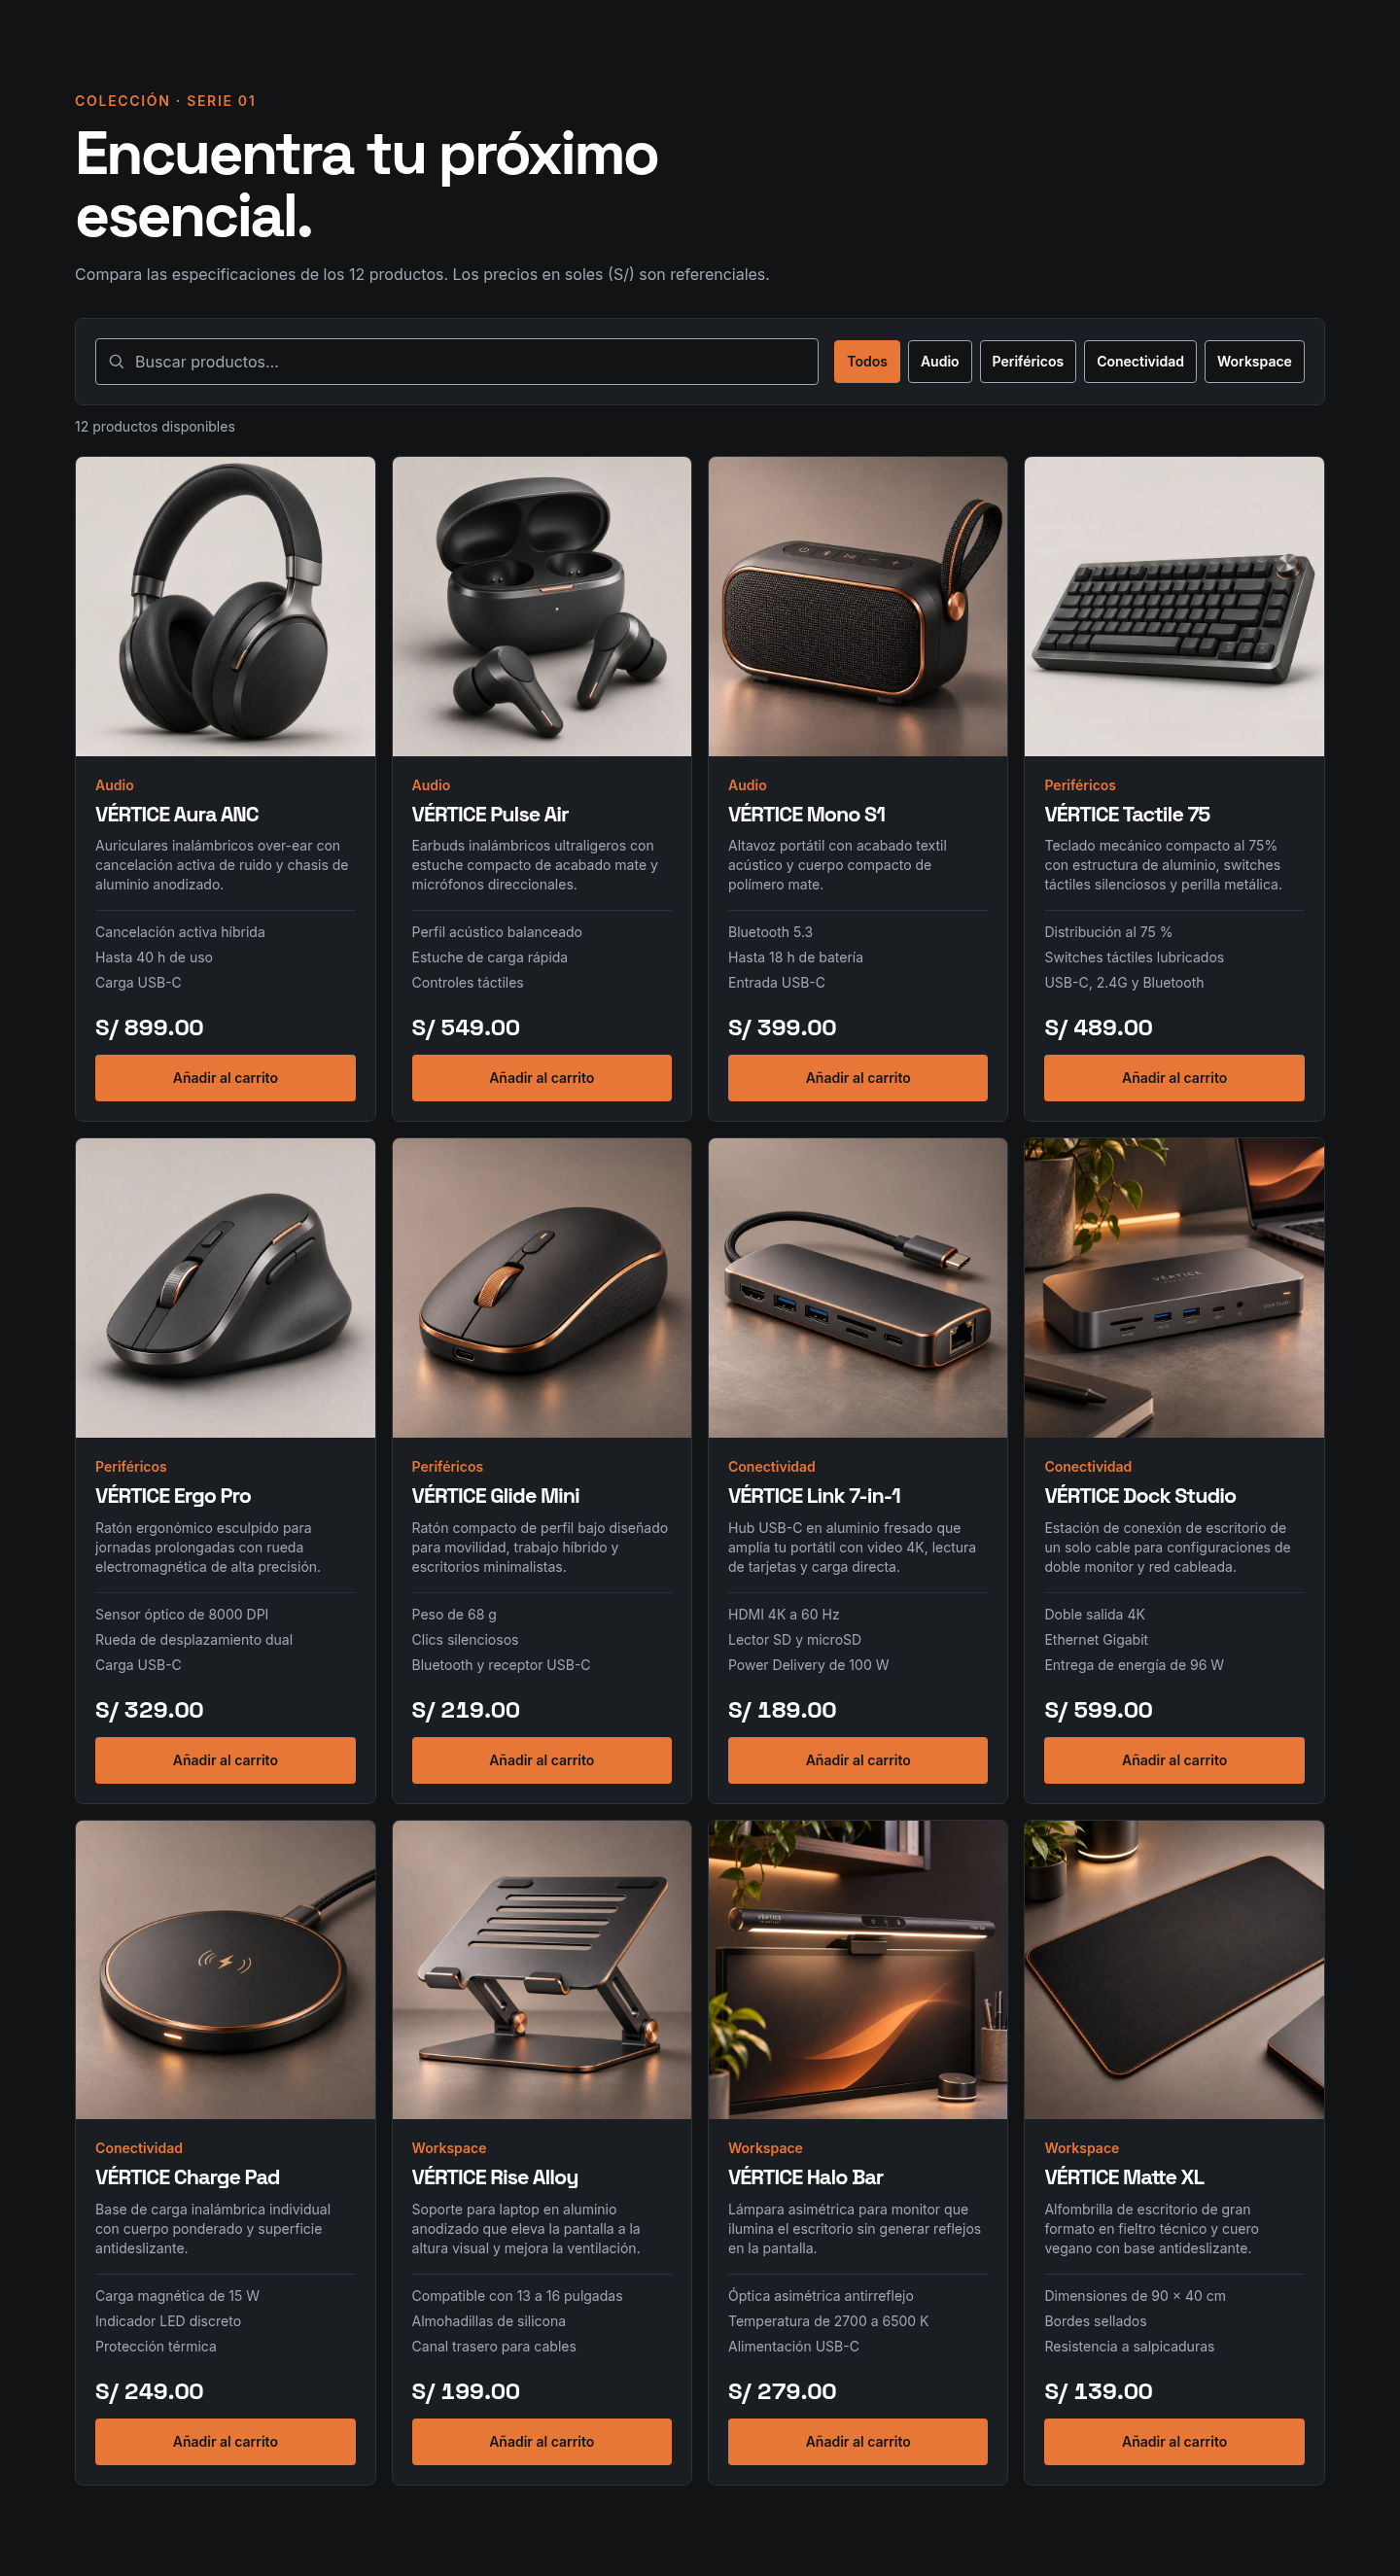 COLECCIÓN · SERIE 01
Encuentra tu próximo
esencial.
Compara las especificaciones de los 12 productos. Los precios en soles (S/) son referenciales.
Buscar productos...
Todos
Audio
Periféricos
Conectividad
Workspace
12 productos disponibles
Audio
VÉRTICE Aura ANC
Auriculares inalámbricos over-ear con
cancelación activa de ruido y chasis de
aluminio anodizado.
Cancelación activa híbrida
Hasta 40 h de uso
Carga USB-C
S/ 899.00
Añadir al carrito
Audio
VÉRTICE Pulse Air
Earbuds inalámbricos ultraligeros con
estuche compacto de acabado mate y
micrófonos direccionales.
Perfil acústico balanceado
Estuche de carga rápida
Controles táctiles
S/ 549.00
Añadir al carrito
Audio
VÉRTICE Mono S1
Altavoz portátil con acabado textil
acústico y cuerpo compacto de
polímero mate.
Bluetooth 5.3
Hasta 18 h de batería
Entrada USB-C
S/ 399.00
Añadir al carrito
Periféricos
VÉRTICE Tactile 75
Teclado mecánico compacto al 75%
con estructura de aluminio, switches
táctiles silenciosos y perilla metálica.
Distribución al 75 %
Switches táctiles lubricados
USB-C, 2.4G y Bluetooth
S/ 489.00
Añadir al carrito
Periféricos
VÉRTICE Ergo Pro
Ratón ergonómico esculpido para
jornadas prolongadas con rueda
electromagnética de alta precisión.
Sensor óptico de 8000 DPI
Rueda de desplazamiento dual
Carga USB-C
S/ 329.00
Añadir al carrito
Periféricos
VÉRTICE Glide Mini
Ratón compacto de perfil bajo diseñado
para movilidad, trabajo híbrido y
escritorios minimalistas.
Peso de 68 g
Clics silenciosos
Bluetooth y receptor USB-C
S/ 219.00
Añadir al carrito
Conectividad
VÉRTICE Link 7-in-1
Hub USB-C en aluminio fresado que
amplía tu portátil con video 4K, lectura
de tarjetas y carga directa.
HDMI 4K a 60 Hz
Lector SD y microSD
Power Delivery de 100 W
S/ 189.00
Añadir al carrito
VÉRTICE
Dock Studio
Conectividad
VÉRTICE Dock Studio
Estación de conexión de escritorio de
un solo cable para configuraciones de
doble monitor y red cableada.
Doble salida 4K
Ethernet Gigabit
Entrega de energía de 96 W
S/ 599.00
Añadir al carrito
Conectividad
VÉRTICE Charge Pad
Base de carga inalámbrica individual
con cuerpo ponderado y superficie
antideslizante.
Carga magnética de 15 W
Indicador LED discreto
Protección térmica
S/ 249.00
Añadir al carrito
Workspace
VÉRTICE Rise Alloy
Soporte para laptop en aluminio
anodizado que eleva la pantalla a la
altura visual y mejora la ventilación.
Compatible con 13 a 16 pulgadas
Almohadillas de silicona
Canal trasero para cables
S/ 199.00
Añadir al carrito
VÉRTICE
Halo Bar
Workspace
VÉRTICE Halo Bar
Lámpara asimétrica para monitor que
ilumina el escritorio sin generar reflejos
en la pantalla.
Óptica asimétrica antirreflejo
Temperatura de 2700 a 6500 K
Alimentación USB-C
S/ 279.00
Añadir al carrito
Workspace
VÉRTICE Matte XL
Alfombrilla de escritorio de gran
formato en fieltro técnico y cuero
vegano con base antideslizante.
Dimensiones de 90 × 40 cm
Bordes sellados
Resistencia a salpicaduras
S/ 139.00
Añadir al carrito